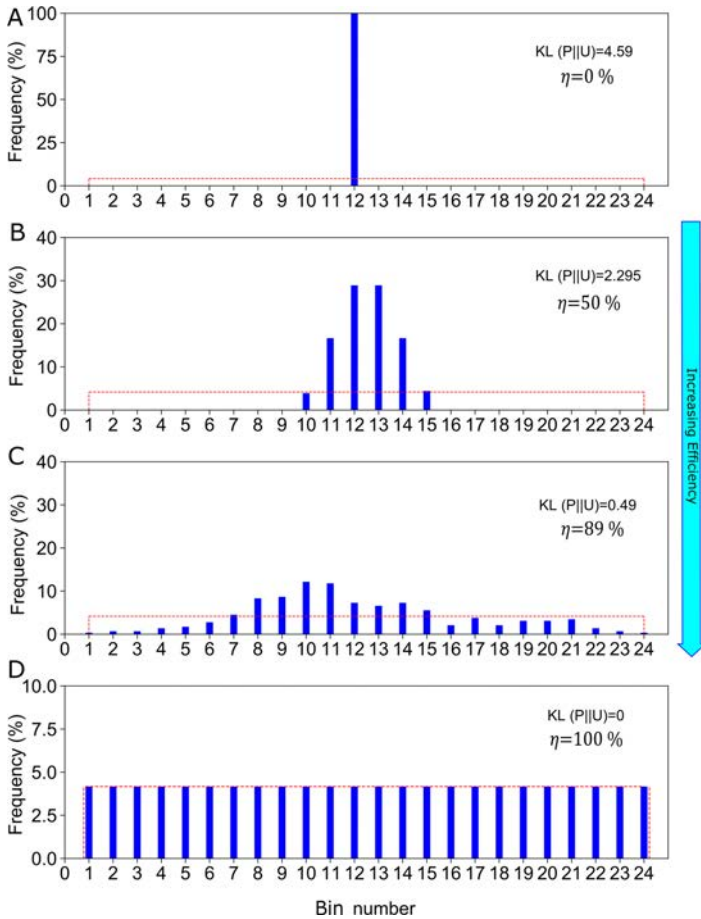 A
Frequency (%)
100
75
50
25
0
KL (P||U)=4.59
η=0 %
0 1 2 3 4 5 6 7 8 9 10 11 12 13 14 15 16 17 18 19 20 21 22 23 24
B
Frequency (%)
40
30
20
10
0
KL (P||U)=2.295
η=50 %
0 1 2 3 4 5 6 7 8 9 10 11 12 13 14 15 16 17 18 19 20 21 22 23 24
C
Frequency (%)
40
30
20
10
0
KL (P||U)=0.49
η=89 %
0 1 2 3 4 5 6 7 8 9 10 11 12 13 14 15 16 17 18 19 20 21 22 23 24
D
Frequency (%)
10.0
7.5
5.0
2.5
0.0
KL (P||U)=0
η=100 %
0 1 2 3 4 5 6 7 8 9 10 11 12 13 14 15 16 17 18 19 20 21 22 23 24
Bin number
Increasing Efficiency